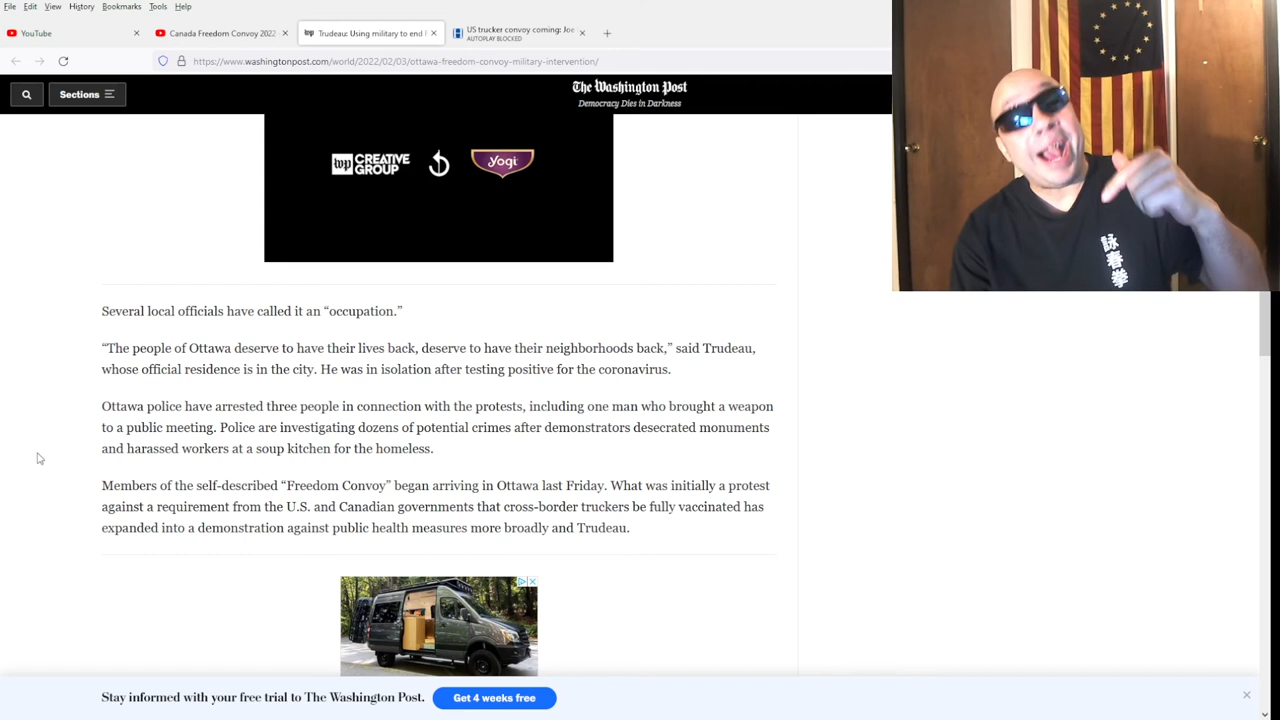 File Edit View History Bookmarks Tools Help
YouTube
Canada Freedom Convoy 2022
Trudeau: Using military to end
US trucker convoy coming: Joe
AUTOPLAY BLOCKED
https://www.washingtonpost.com/world/2022/02/03/ottawa-freedom-convoy-military-intervention/
Sections
The Washington Post
Democracy Dies in Darkness
wp CREATIVE GROUP
yogi
詠春拳
Several local officials have called it an “occupation.”
“The people of Ottawa deserve to have their lives back, deserve to have their neighborhoods back,” said Trudeau,
whose official residence is in the city. He was in isolation after testing positive for the coronavirus.
Ottawa police have arrested three people in connection with the protests, including one man who brought a weapon
to a public meeting. Police are investigating dozens of potential crimes after demonstrators desecrated monuments
and harassed workers at a soup kitchen for the homeless.
Members of the self-described “Freedom Convoy” began arriving in Ottawa last Friday. What was initially a protest
against a requirement from the U.S. and Canadian governments that cross-border truckers be fully vaccinated has
expanded into a demonstration against public health measures more broadly and Trudeau.
Stay informed with your free trial to The Washington Post.
Get 4 weeks free